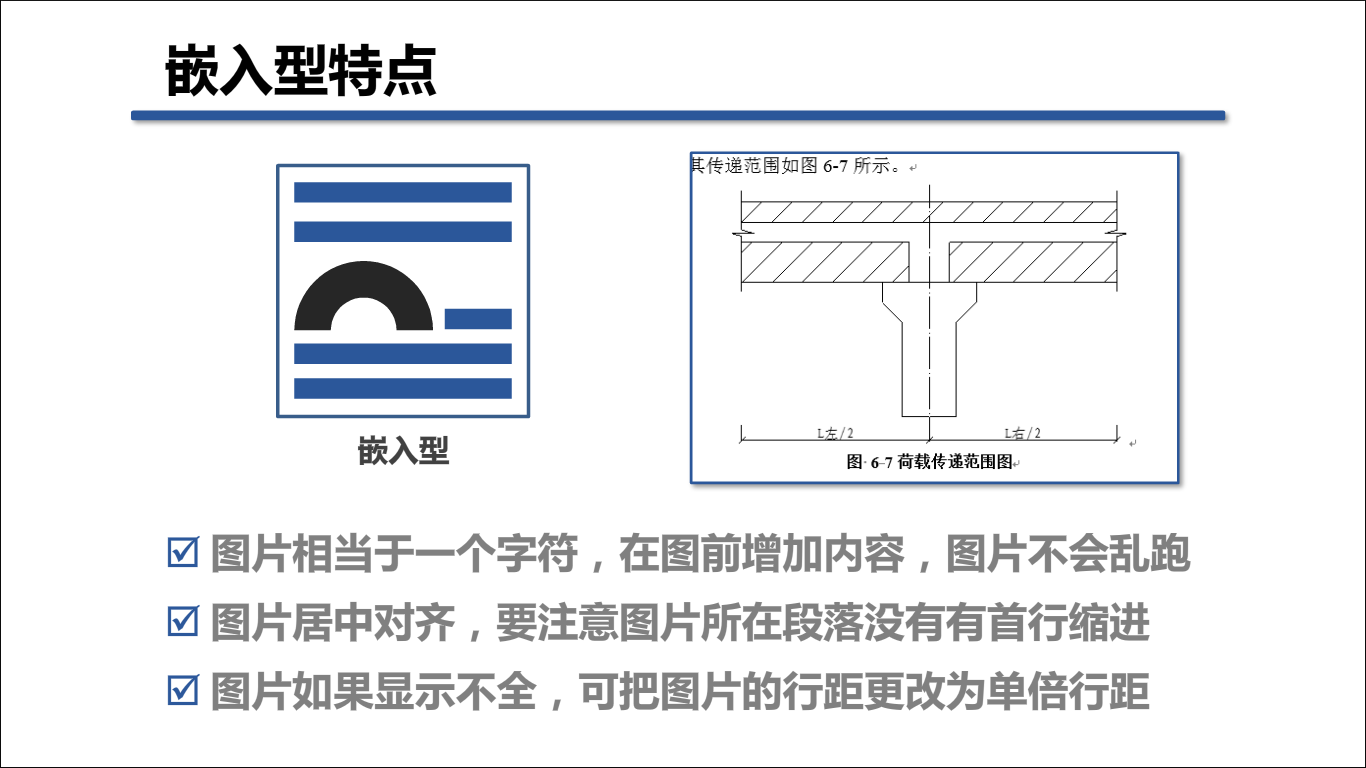 嵌入型特点
其传递范围如图 6-7 所示。
L左/2
L右/2
图 6-7 荷载传递范围图
嵌入型
图片相当于一个字符，在图前增加内容，图片不会乱跑
图片居中对齐，要注意图片所在段落没有有首行缩进
图片如果显示不全，可把图片的行距更改为单倍行距